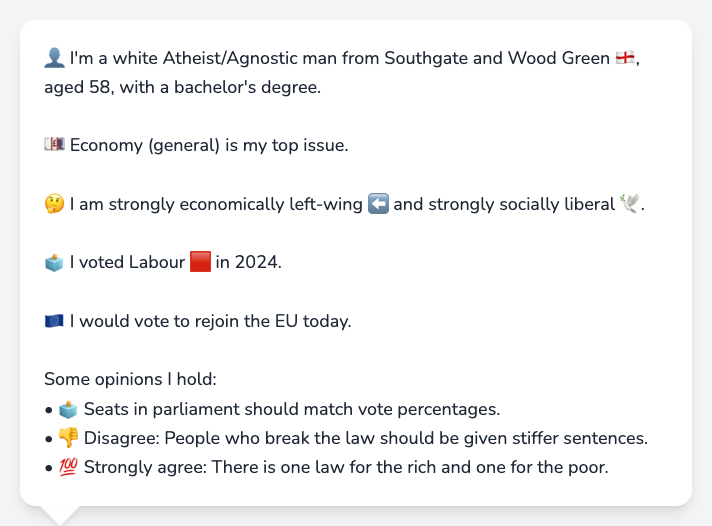 👤 I'm a white Atheist/Agnostic man from Southgate and Wood Green 🏴󠁧󠁢󠁥󠁮󠁧󠁿,
aged 58, with a bachelor's degree.
💷 Economy (general) is my top issue.
🤔 I am strongly economically left-wing ⬅️ and strongly socially liberal 🕊️.
🗳️ I voted Labour 🟥 in 2024.
🇪🇺 I would vote to rejoin the EU today.
Some opinions I hold:
• 🗳️ Seats in parliament should match vote percentages.
• 👎 Disagree: People who break the law should be given stiffer sentences.
• 💯 Strongly agree: There is one law for the rich and one for the poor.